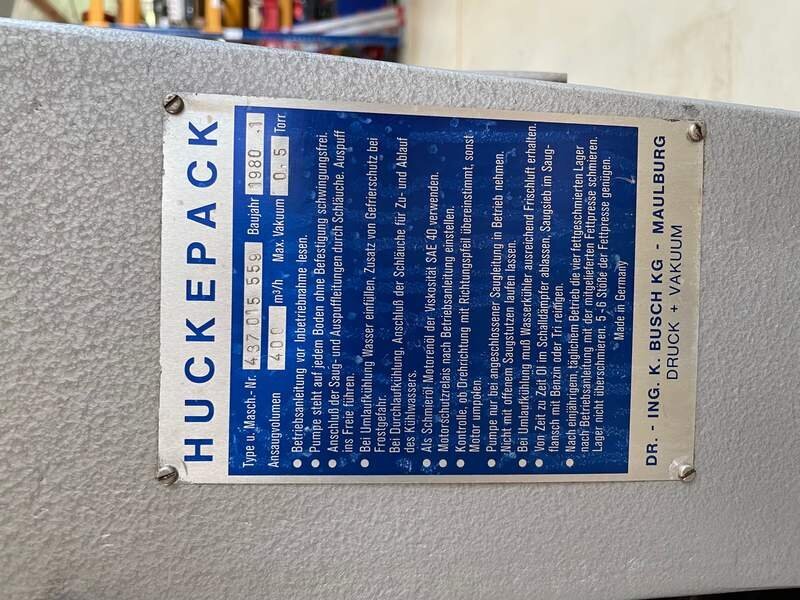 HUCKEPACK
Type u. Masch.- Nr. 437 015 559 Baujahr 1980 .1
Ansaugvolumen 400 m³/h Max. Vakuum 0.5 Torr
● Betriebsanleitung vor Inbetriebnahme lesen.
● Pumpe steht auf jedem Boden ohne Befestigung schwingungsfrei.
● Anschluß der Saug- und Auspuffleitungen durch Schläuche. Auspuff
ins Freie führen.
● Bei Umlaufkühlung Wasser einfüllen, Zusatz von Gefrierschutz bei
Frostgefahr.
Bei Durchlaufkühlung, Anschluß der Schläuche für Zu- und Ablauf
des Kühlwassers.
● Als Schmieröl Motorenöl der Viskosität SAE 40 verwenden.
● Motorschutzrelais nach Betriebsanleitung einstellen.
● Kontrolle, ob Drehrichtung mit Richtungspfeil übereinstimmt, sonst
Motor umpolen.
● Pumpe nur bei angeschlossener Saugleitung in Betrieb nehmen.
Nicht mit offenem Saugstutzen laufen lassen.
● Bei Umlaufkühlung muß Wasserkühler ausreichend Frischluft erhalten.
● Von Zeit zu Zeit Öl im Schalldämpfer ablassen. Saugsieb im Saug-
flansch mit Benzin oder Tri reinigen.
● Nach einjährigem, täglichem Betrieb die vier fettgeschmierten Lager
nach Betriebsanleitung mit der mitgelieferten Fettpresse schmieren.
Lager nicht überschmieren. 5-6 Stöße der Fettpresse genügen.
Made in Germany
DR. - ING. K. BUSCH KG - MAULBURG
DRUCK + VAKUUM